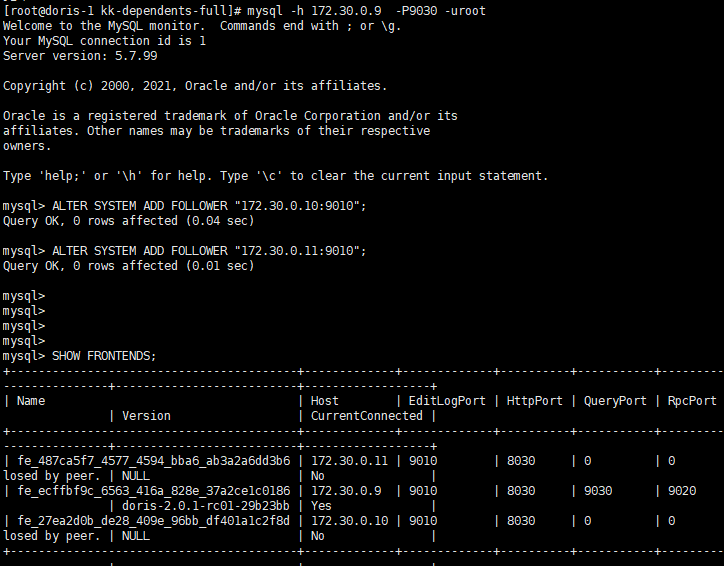 [root@doris-1 kk-dependents-full]# mysql -h 172.30.0.9  -P9030 -uroot
Welcome to the MySQL monitor.  Commands end with ; or \g.
Your MySQL connection id is 1
Server version: 5.7.99
Copyright (c) 2000, 2021, Oracle and/or its affiliates.
Oracle is a registered trademark of Oracle Corporation and/or its
affiliates. Other names may be trademarks of their respective
owners.
Type 'help;' or '\h' for help. Type '\c' to clear the current input statement.
mysql> ALTER SYSTEM ADD FOLLOWER "172.30.0.10:9010";
Query OK, 0 rows affected (0.04 sec)
mysql> ALTER SYSTEM ADD FOLLOWER "172.30.0.11:9010";
Query OK, 0 rows affected (0.01 sec)
mysql>
mysql>
mysql>
mysql>
mysql> SHOW FRONTENDS;
+----------------------------------------+-------------+-------------+----------+-----------+--------
---------------+-------------------------+------------------+
| Name                                    | Host        | EditLogPort | HttpPort | QueryPort | RpcPort
               | Version                 | CurrentConnected |
+----------------------------------------+-------------+-------------+----------+-----------+--------
---------------+-------------------------+------------------+
| fe_487ca5f7_4577_4594_bba6_ab3a2a6dd3b6 | 172.30.0.11 | 9010        | 8030     | 0         | 0
losed by peer. | NULL                    | No               |
| fe_ecffbf9c_6563_416a_828e_37a2ce1c0186 | 172.30.0.9  | 9010        | 8030     | 9030      | 9020
               | doris-2.0.1-rc01-29b23bb | Yes              |
| fe_27ea2d0b_de28_409e_96bb_df401a1c2f8d | 172.30.0.10 | 9010        | 8030     | 0         | 0
losed by peer. | NULL                    | No               |
+----------------------------------------+-------------+-------------+----------+-----------+--------